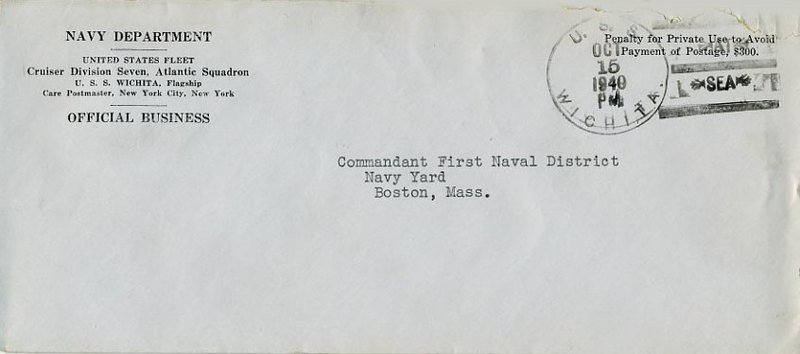 NAVY DEPARTMENT
UNITED STATES FLEET
Cruiser Division Seven, Atlantic Squadron
U. S. S. WICHITA, Flagship
Care Postmaster, New York City, New York
OFFICIAL BUSINESS
Penalty for Private Use to Avoid
Payment of Postage, $300.
U. S. S.
OCT
15
1940
PM
WICHITA.
SEA
Commandant First Naval District
Navy Yard
Boston, Mass.